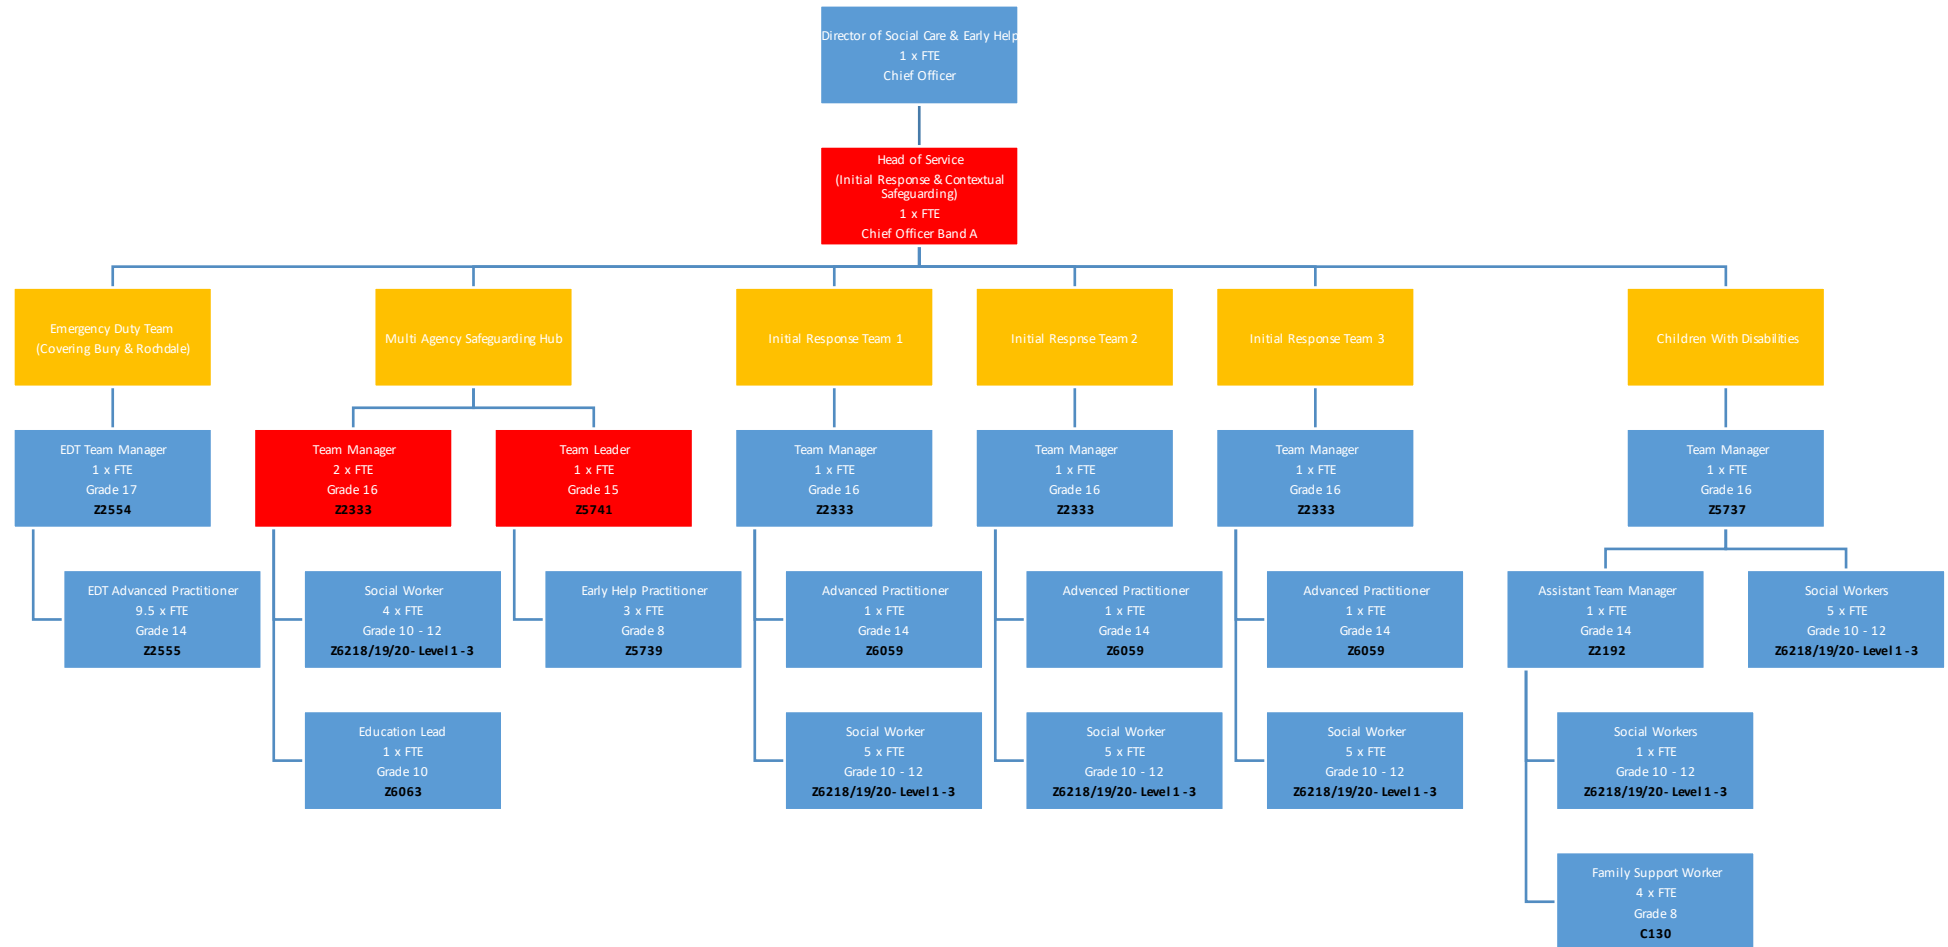 Director of Social Care & Early Help
1 x FTE
Chief Officer
Head of Service
(Initial Response & Contextual
Safeguarding)
1 x FTE
Chief Officer Band A
Emergency Duty Team
(Covering Bury & Rochdale)
Multi Agency Safeguarding Hub
Initial Response Team 1
Initial Respnse Team 2
Initial Response Team 3
Children With Disabilities
EDT Team Manager
1 x FTE
Grade 17
Z2554
Team Manager
2 x FTE
Grade 16
Z2333
Team Leader
1 x FTE
Grade 15
Z5741
Team Manager
1 x FTE
Grade 16
Z2333
Team Manager
1 x FTE
Grade 16
Z2333
Team Manager
1 x FTE
Grade 16
Z2333
Team Manager
1 x FTE
Grade 16
Z5737
EDT Advanced Practitioner
9.5 x FTE
Grade 14
Z2555
Social Worker
4 x FTE
Grade 10 - 12
Z6218/19/20 - Level 1 - 3
Early Help Practitioner
3 x FTE
Grade 8
Z5739
Advanced Practitioner
1 x FTE
Grade 14
Z6059
Advenced Practitioner
1 x FTE
Grade 14
Z6059
Advanced Practitioner
1 x FTE
Grade 14
Z6059
Assistant Team Manager
1 x FTE
Grade 14
Z2192
Social Workers
5 x FTE
Grade 10 - 12
Z6218/19/20 - Level 1 - 3
Education Lead
1 x FTE
Grade 10
Z6063
Social Worker
5 x FTE
Grade 10 - 12
Z6218/19/20 - Level 1 - 3
Social Worker
5 x FTE
Grade 10 - 12
Z6218/19/20 - Level 1 - 3
Social Worker
5 x FTE
Grade 10 - 12
Z6218/19/20 - Level 1 - 3
Social Workers
1 x FTE
Grade 10 - 12
Z6218/19/20 - Level 1 - 3
Family Support Worker
4 x FTE
Grade 8
C130